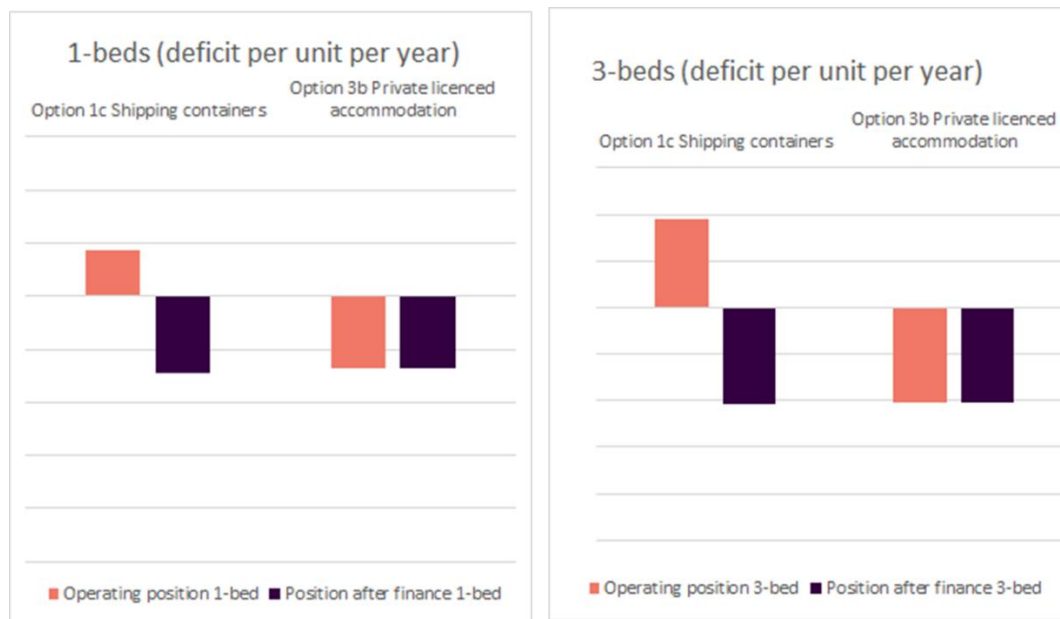 1-beds (deficit per unit per year)
Option 1c Shipping containers
Option 3b Private licenced
accommodation
Operating position 1-bed
Position after finance 1-bed
3-beds (deficit per unit per year)
Option 1c Shipping containers
Option 3b Private licenced
accommodation
Operating position 3-bed
Position after finance 3-bed